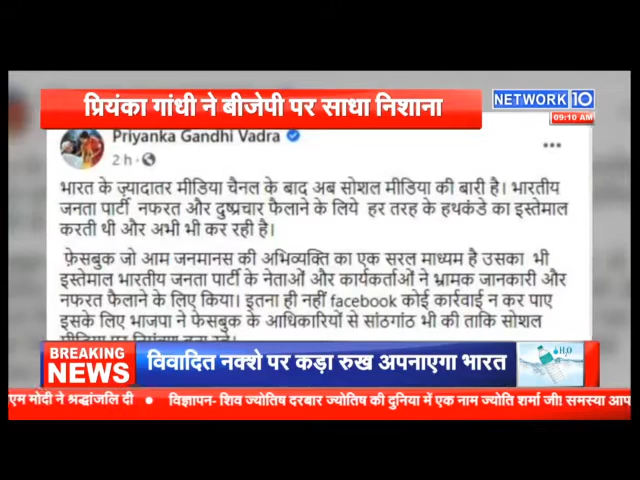 प्रियंका गांधी ने बीजेपी पर साधा निशाना
NETWORK 10
09:10 AM
Priyanka Gandhi Vadra
2 h
भारत के ज़्यादातर मीडिया चैनल के बाद अब सोशल मीडिया की बारी है। भारतीय
जनता पार्टी नफरत और दुष्प्रचार फैलाने के लिये हर तरह के हथकंडे का इस्तेमाल
करती थी और अभी भी कर रही है।
फ़ेसबुक जो आम जनमानस की अभिव्यक्ति का एक सरल माध्यम है उसका भी
इस्तेमाल भारतीय जनता पार्टी के नेताओं और कार्यकर्ताओं ने भ्रामक जानकारी और
नफरत फैलाने के लिए किया। इतना ही नहीं facebook कोई कार्रवाई न कर पाए
इसके लिए भाजपा ने फेसबुक के आधिकारियों से सांठगांठ भी की ताकि सोशल
BREAKING
NEWS
विवादित नक्शे पर कड़ा रुख अपनाएगा भारत
H₂O
एम मोदी ने श्रद्धांजलि दी • विज्ञापन- शिव ज्योतिष दरबार ज्योतिष की दुनिया में एक नाम ज्योति शर्मा जी! समस्या आप